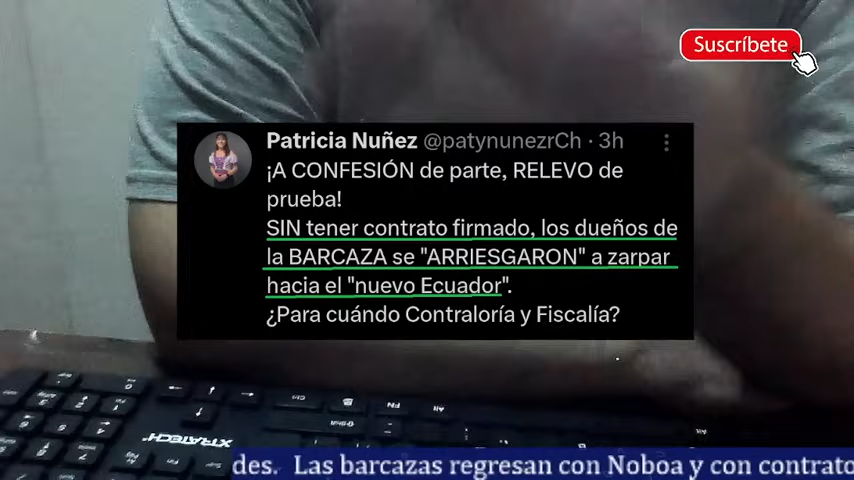 Suscríbete
Patricia Nuñez @patynunezrCh · 3h
¡A CONFESIÓN de parte, RELEVO de
prueba!
SIN tener contrato firmado, los dueños de
la BARCAZA se "ARRIESGARON" a zarpar
hacia el "nuevo Ecuador".
¿Para cuándo Contraloría y Fiscalía?
XTRATECH
des. Las barcazas regresan con Noboa y con contrato